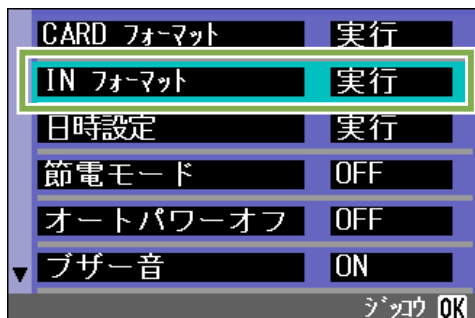 CARD フォーマット 実行
IN フォーマット 実行
日時設定 実行
節電モード OFF
オートパワーオフ OFF
▼ ブザー音 ON
ジッコウ OK